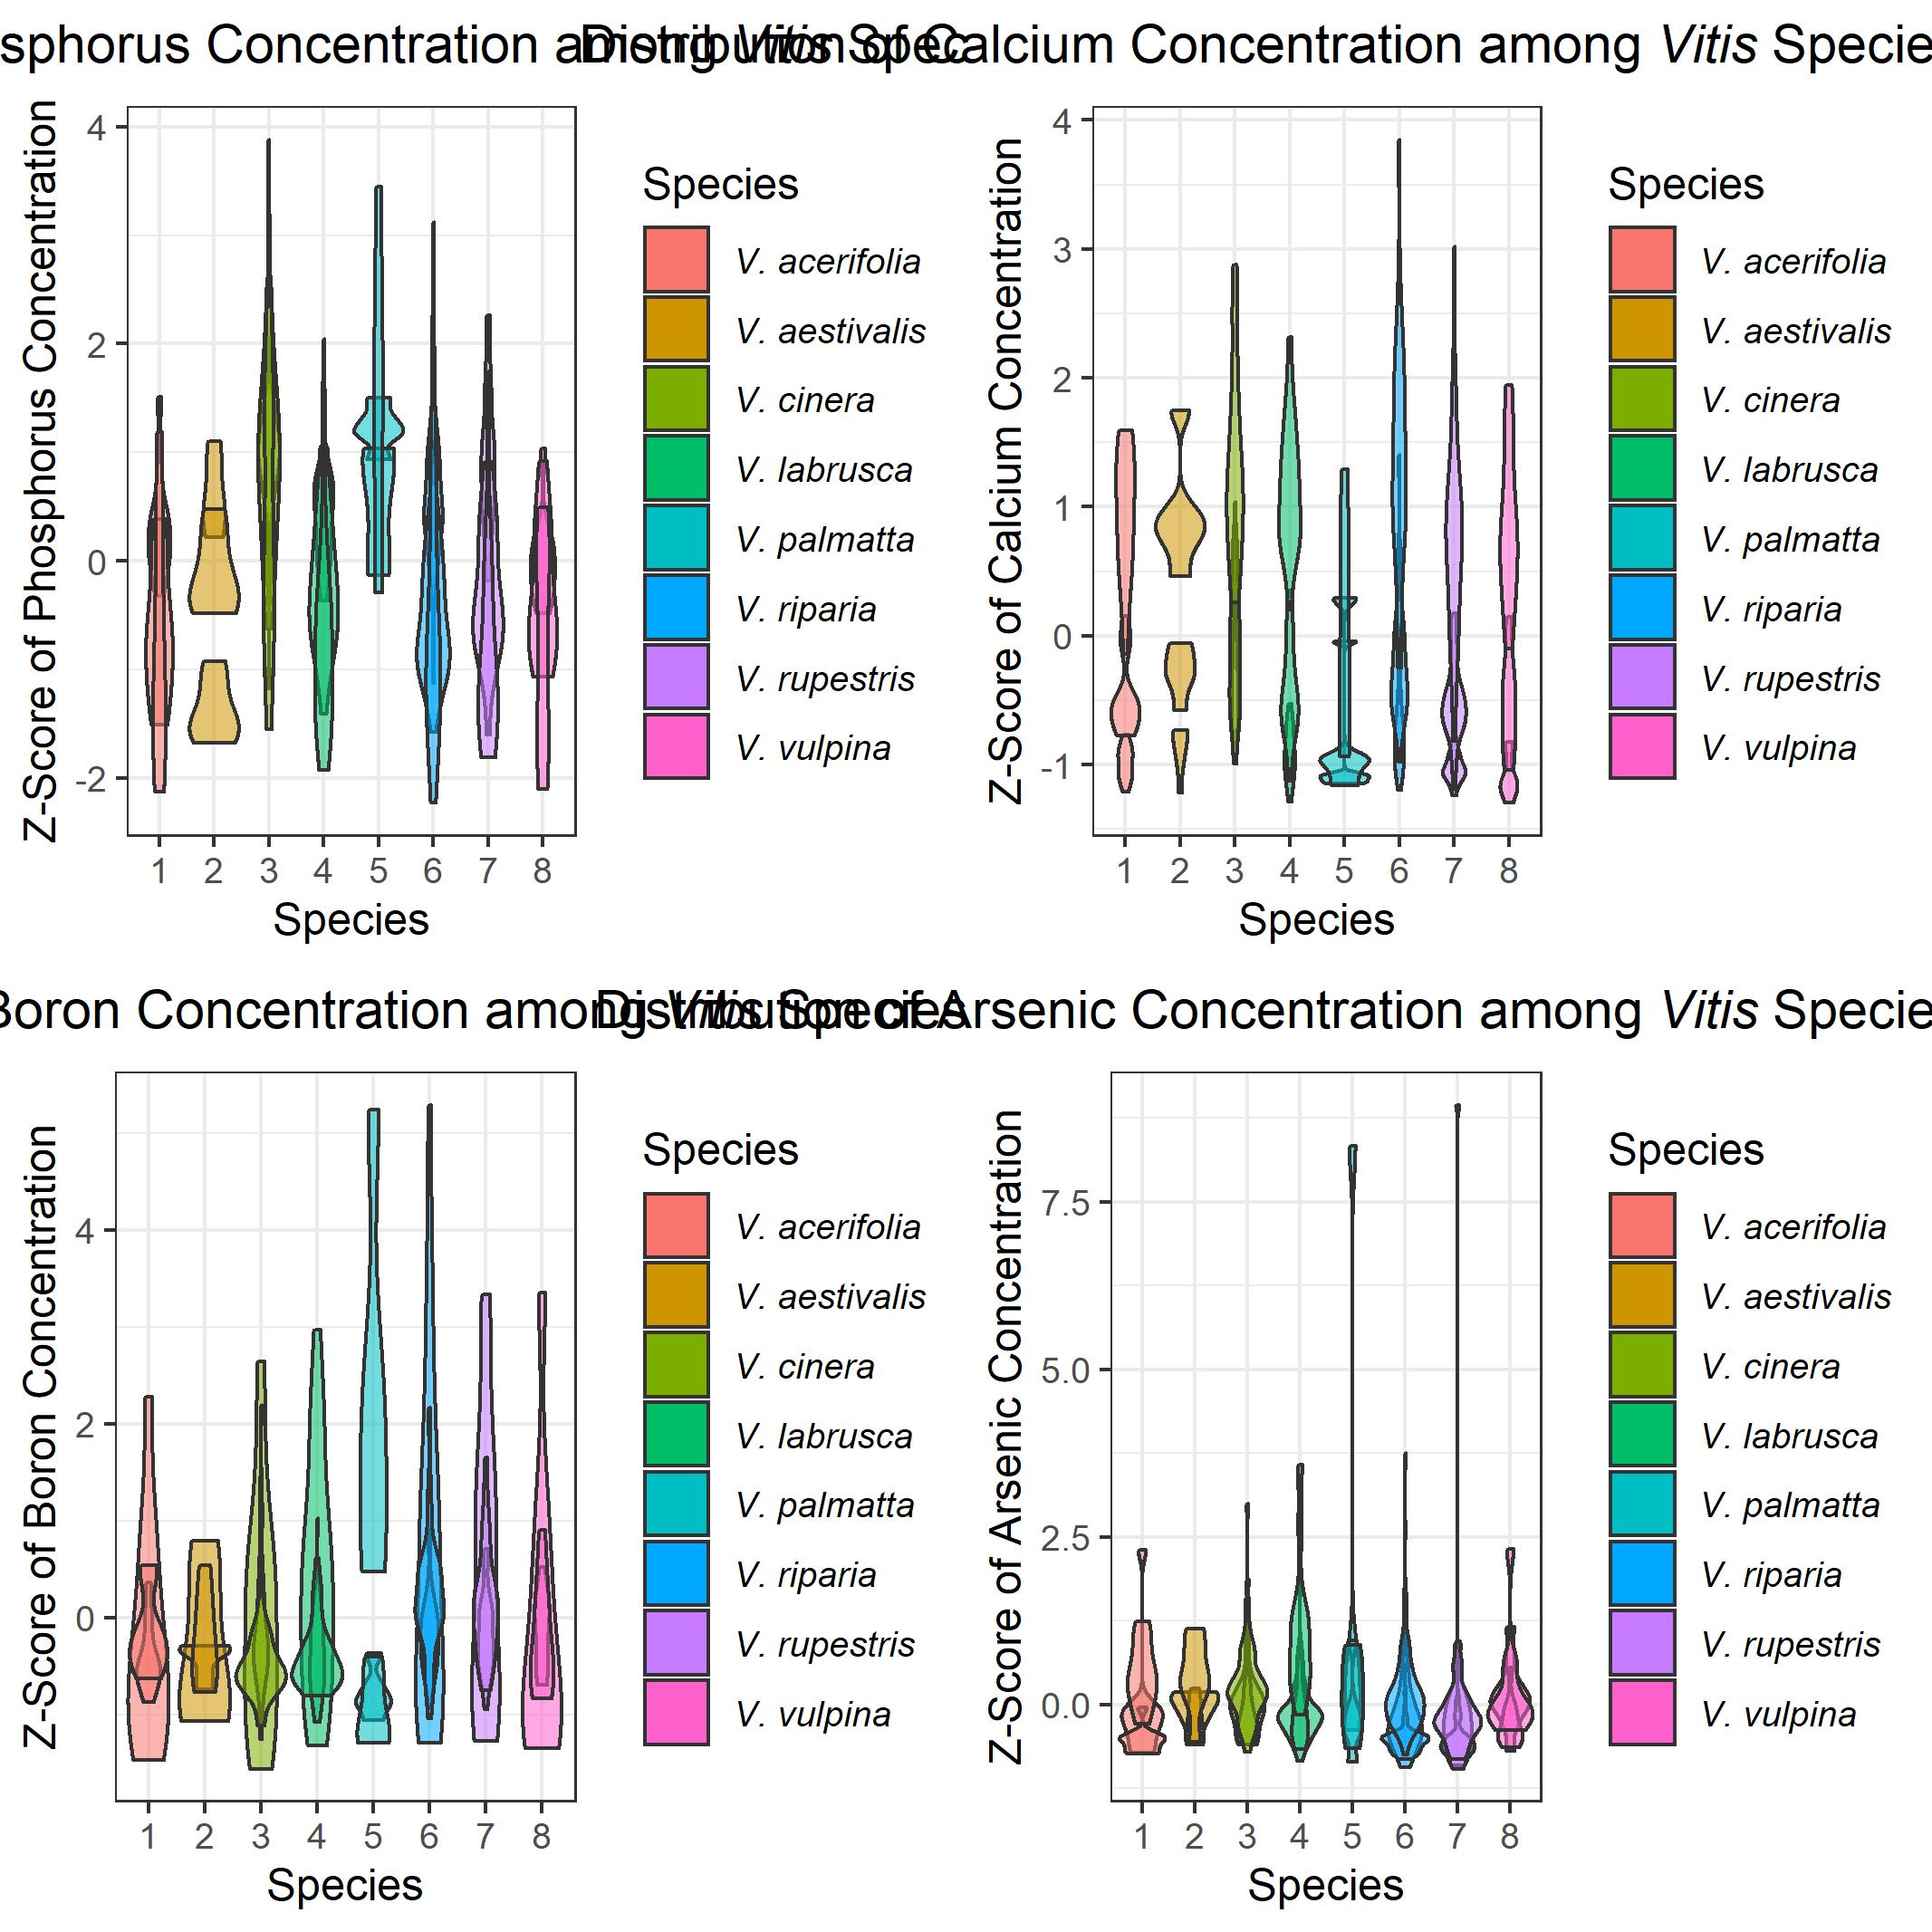 sphorus Concentration among Vitis Spec
Distribution of Calcium Concentration among Vitis Specie
Z-Score of Phosphorus Concentration
4
2
0
-2
1 2 3 4 5 6 7 8
Species
Species
V. acerifolia
V. aestivalis
V. cinera
V. labrusca
V. palmatta
V. riparia
V. rupestris
V. vulpina
Z-Score of Calcium Concentration
4
3
2
1
0
-1
1 2 3 4 5 6 7 8
Species
Species
V. acerifolia
V. aestivalis
V. cinera
V. labrusca
V. palmatta
V. riparia
V. rupestris
V. vulpina
Boron Concentration among Vitis Species
Distribution of Arsenic Concentration among Vitis Specie
Z-Score of Boron Concentration
4
2
0
1 2 3 4 5 6 7 8
Species
Species
V. acerifolia
V. aestivalis
V. cinera
V. labrusca
V. palmatta
V. riparia
V. rupestris
V. vulpina
Z-Score of Arsenic Concentration
7.5
5.0
2.5
0.0
1 2 3 4 5 6 7 8
Species
Species
V. acerifolia
V. aestivalis
V. cinera
V. labrusca
V. palmatta
V. riparia
V. rupestris
V. vulpina